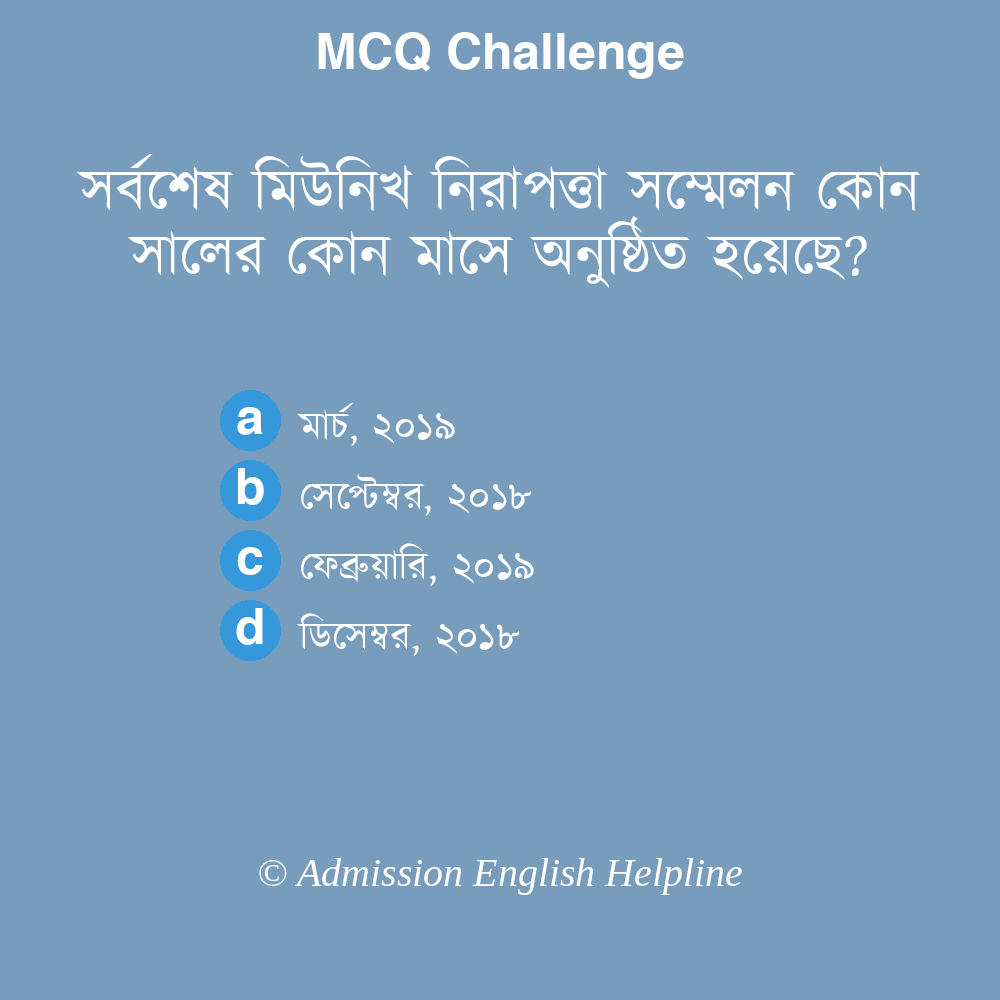 MCQ Challenge
সর্বশেষ মিউনিখ নিরাপত্তা সম্মেলন কোন
সালের কোন মাসে অনুষ্ঠিত হয়েছে?
a মার্চ, ২০১৯
b সেপ্টেম্বর, ২০১৮
c ফেব্রুয়ারি, ২০১৯
d ডিসেম্বর, ২০১৮
© Admission English Helpline